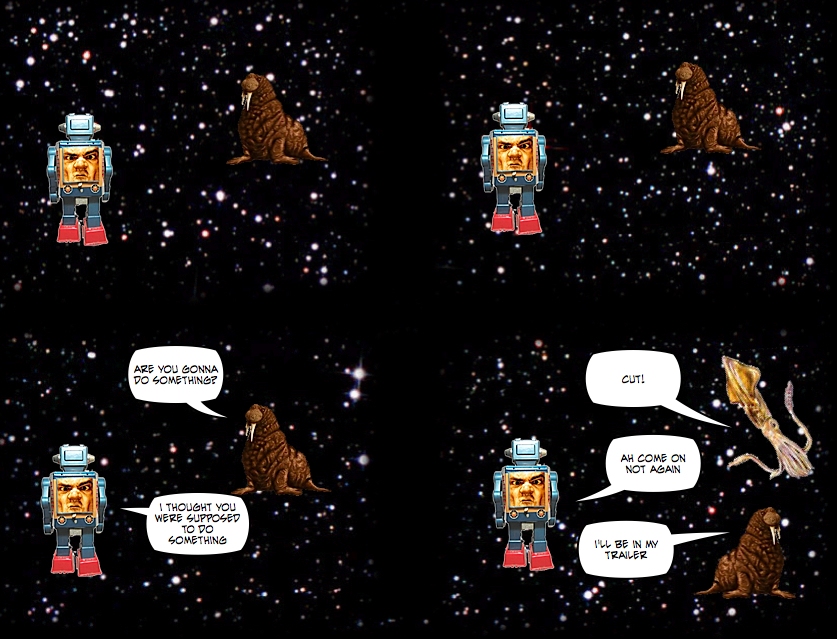 ARE YOU GONNA
DO SOMETHING?
I THOUGHT YOU
WERE SUPPOSED
TO DO
SOMETHING
CUT!
AH COME ON
NOT AGAIN
I'LL BE IN MY
TRAILER